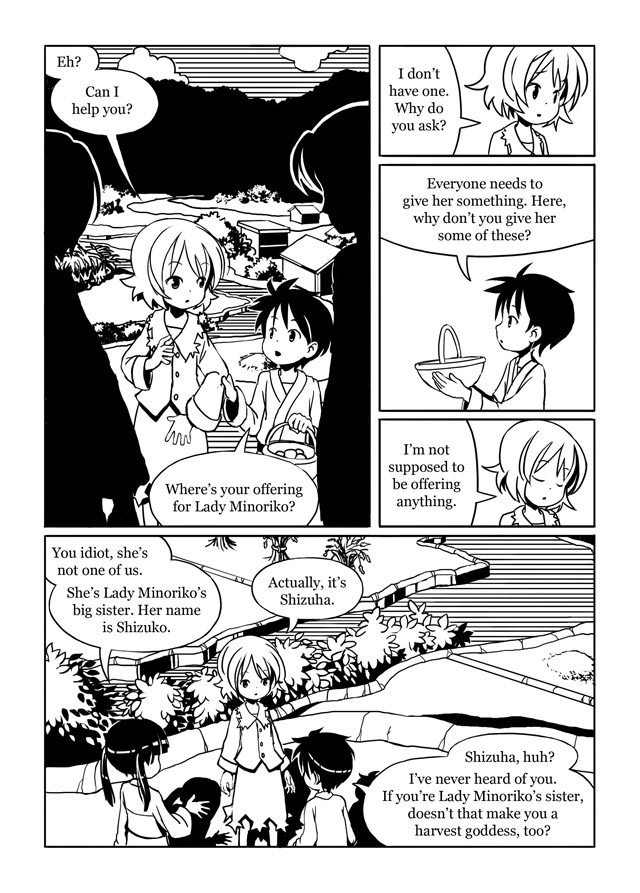 Eh?
Can I
help you?
Where's your offering
for Lady Minoriko?
I don't
have one.
Why do
you ask?
Everyone needs to
give her something. Here,
why don't you give her
some of these?
I'm not
supposed to
be offering
anything.
You idiot, she's
not one of us.
She's Lady Minoriko's
big sister. Her name
is Shizuko.
Actually, it's
Shizuha.
Shizuha, huh?
I've never heard of you.
If you're Lady Minoriko's sister,
doesn't that make you a
harvest goddess, too?